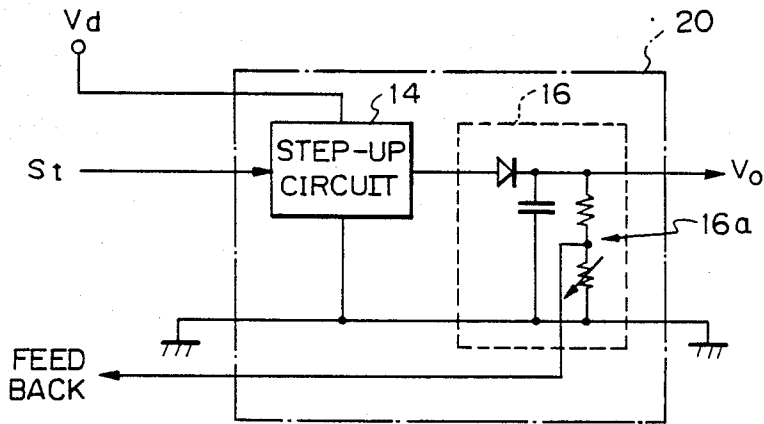 Vd
20
14
16
STEP-UP
CIRCUIT
St
Vo
16a
FEED
BACK